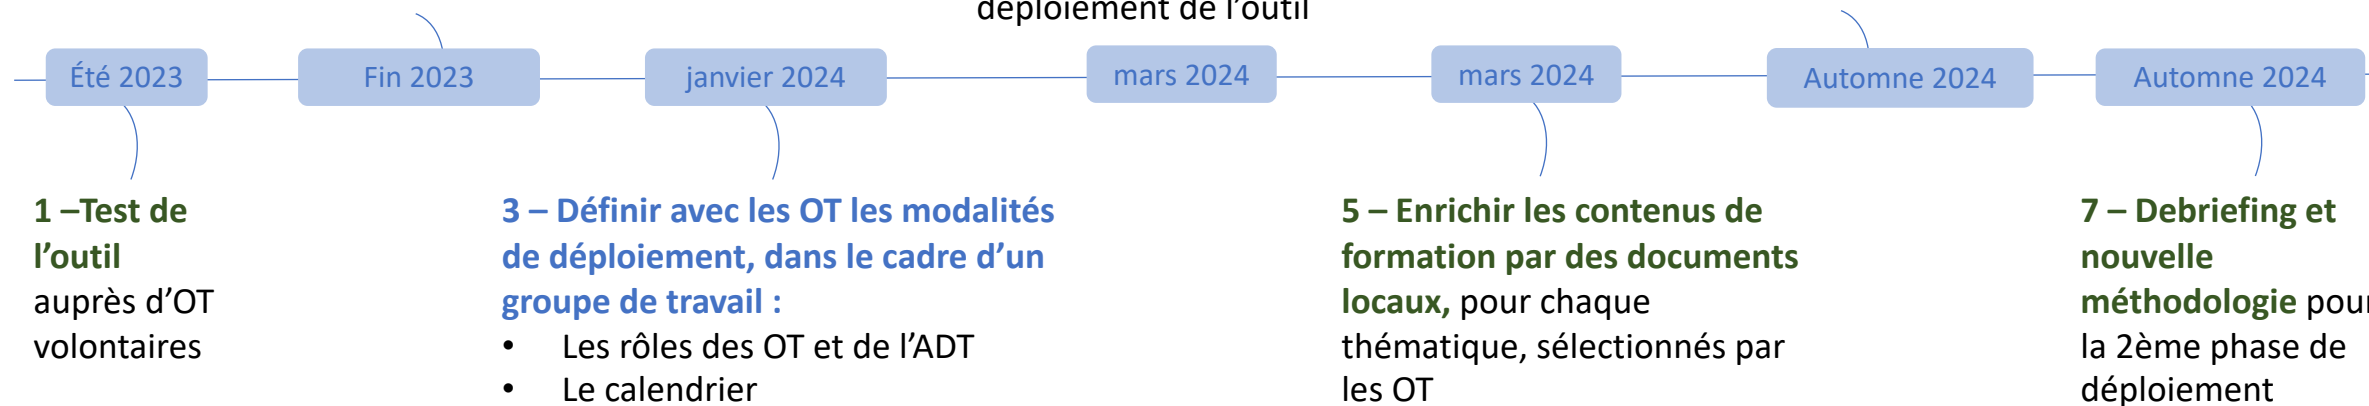 déploiement de l’outil
Été 2023
Fin 2023
janvier 2024
mars 2024
mars 2024
Automne 2024
Automne 2024
1 –Test de
l’outil
auprès d’OT
volontaires
3 – Définir avec les OT les modalités
de déploiement, dans le cadre d’un
groupe de travail :
• Les rôles des OT et de l’ADT
• Le calendrier
5 – Enrichir les contenus de
formation par des documents
locaux, pour chaque
thématique, sélectionnés par
les OT
7 – Debriefing et
nouvelle
méthodologie pour
la 2ème phase de
déploiement